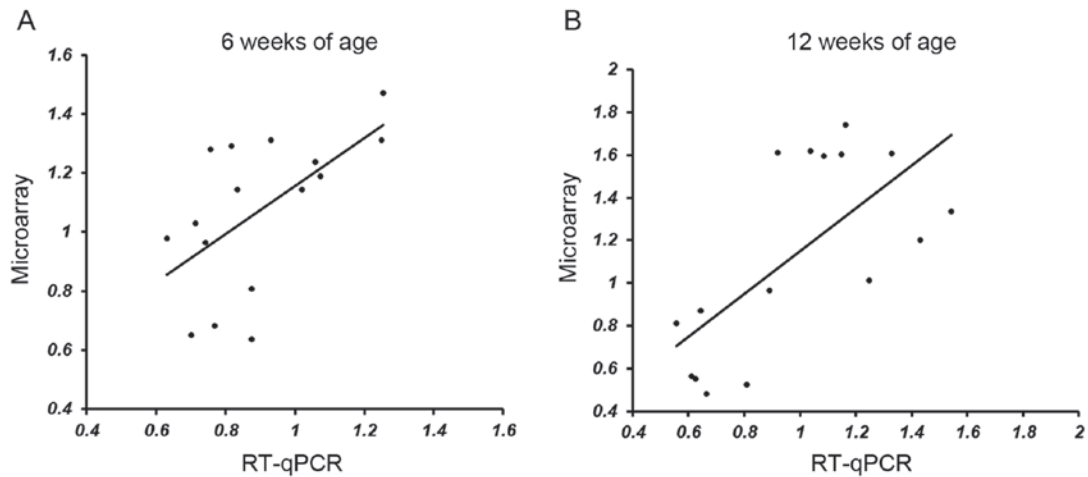 A
6 weeks of age
1.6
1.4
1.2
1
0.8
0.6
0.4
Microarray
0.4 0.6 0.8 1 1.2 1.4 1.6
RT-qPCR
B
12 weeks of age
2
1.8
1.6
1.4
1.2
1
0.8
0.6
0.4
Microarray
0.4 0.6 0.8 1 1.2 1.4 1.6 1.8 2
RT-qPCR